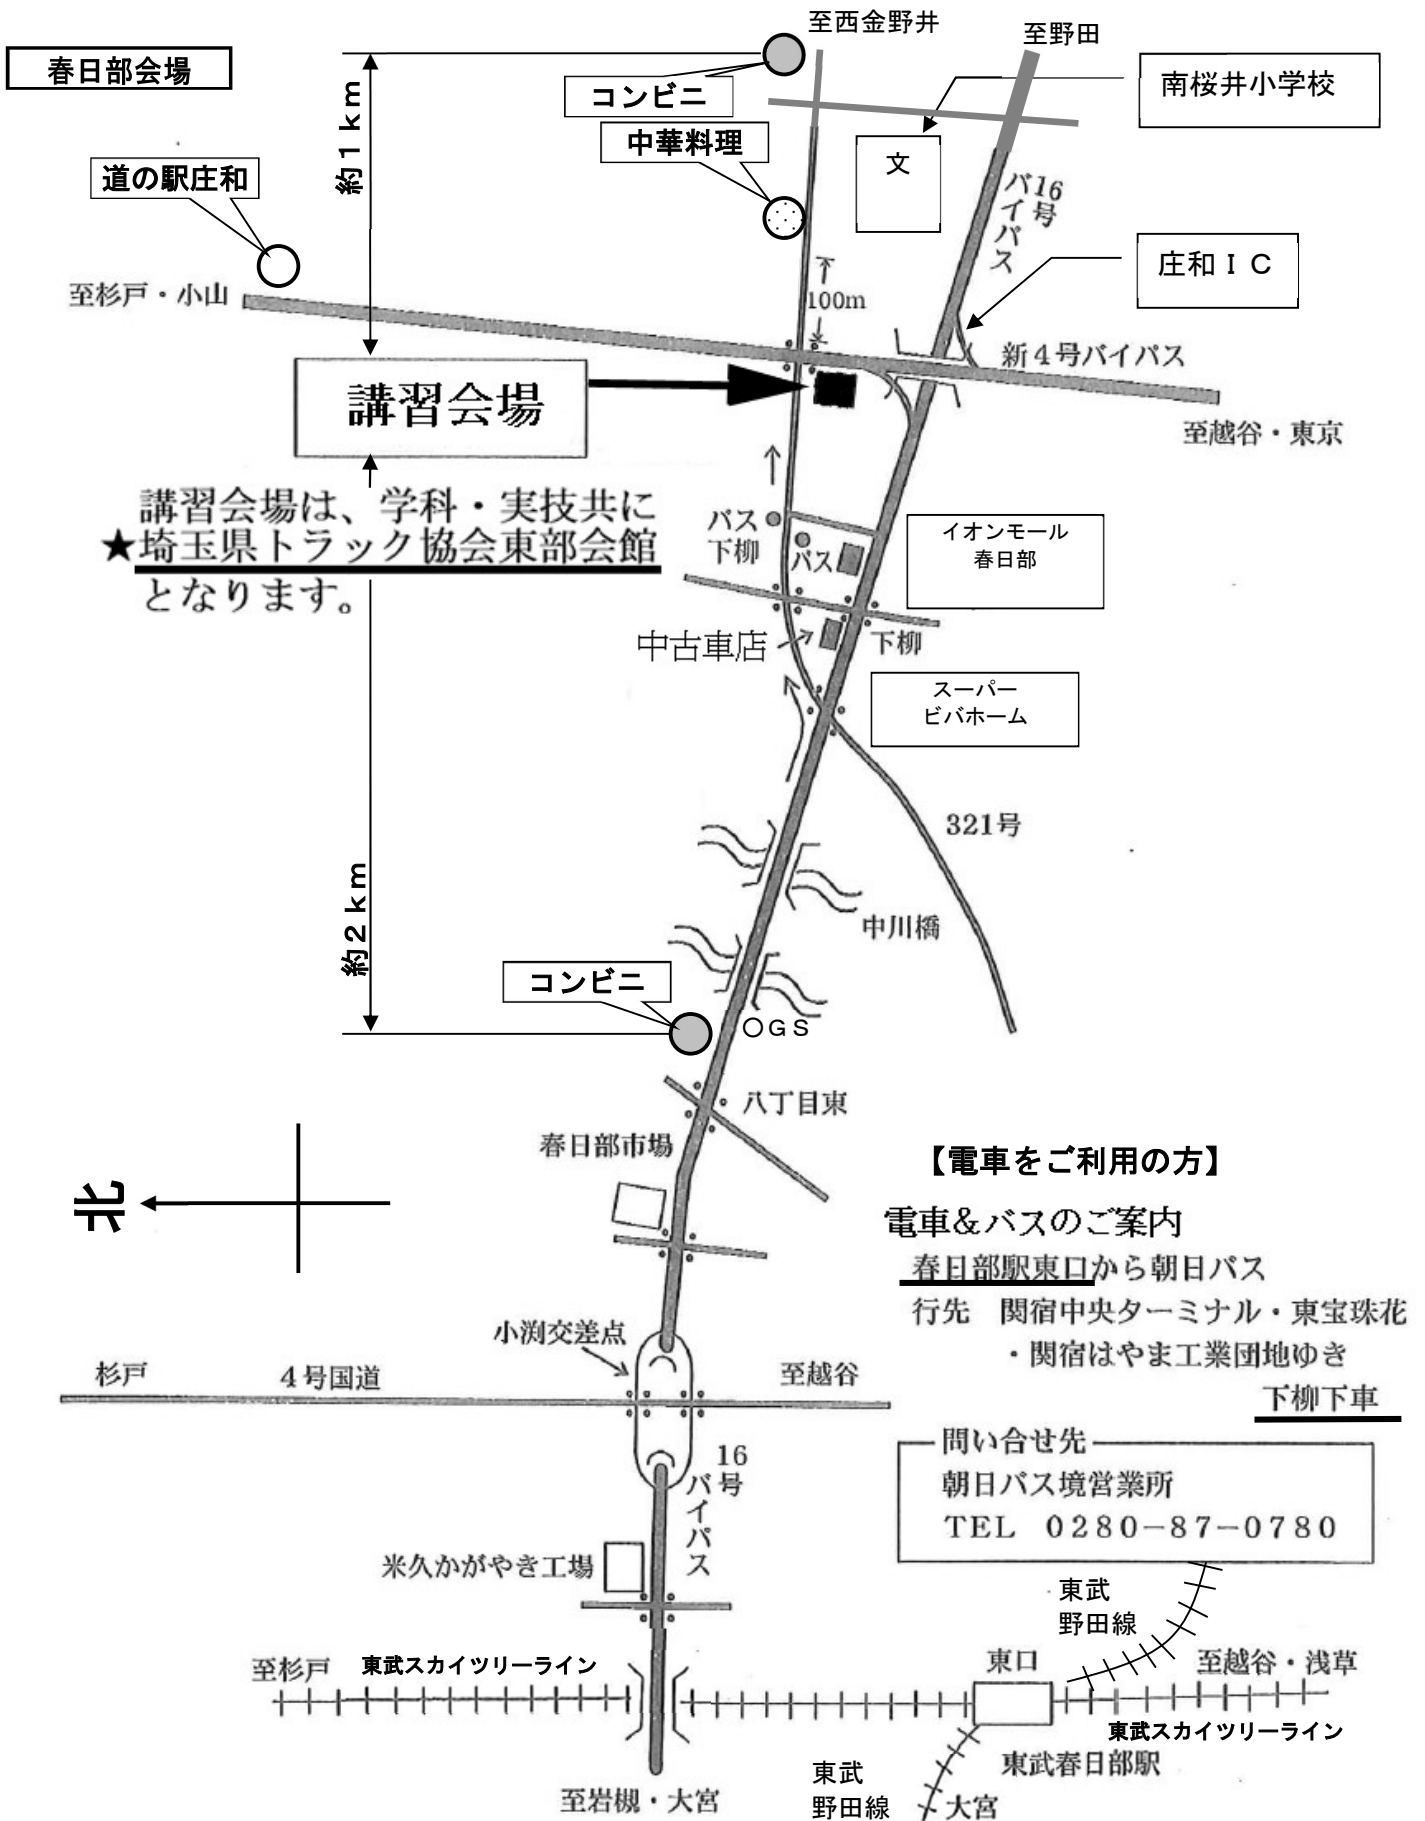 至西金野井
至野田
春日部会場
南桜井小学校
コンビニ
約1km
中華料理
文
道の駅庄和
16号
バイパス
庄和IC
至杉戸・小山
100m
新4号バイパス
講習会場
至越谷・東京
講習会場は、学科・実技共に
★埼玉県トラック協会東部会館
となります。
バス
下柳
バス
イオンモール
春日部
中古車店
下柳
スーパー
ビバホーム
321号
中川橋
約2km
コンビニ
GS
八丁目東
春日部市場
北
【電車をご利用の方】
電車&バスのご案内
春日部駅東口から朝日バス
行先 関宿中央ターミナル・東宝珠花
・関宿はやま工業団地ゆき
下柳下車
小渕交差点
杉戸
4号国道
至越谷
問い合せ先
朝日バス境営業所
TEL 0280-87-0780
16号
バイパス
米久かがやき工場
東武
野田線
至杉戸
東武スカイツリーライン
東口
至越谷・浅草
東武スカイツリーライン
東武春日部駅
東武
野田線
大宮
至岩槻・大宮